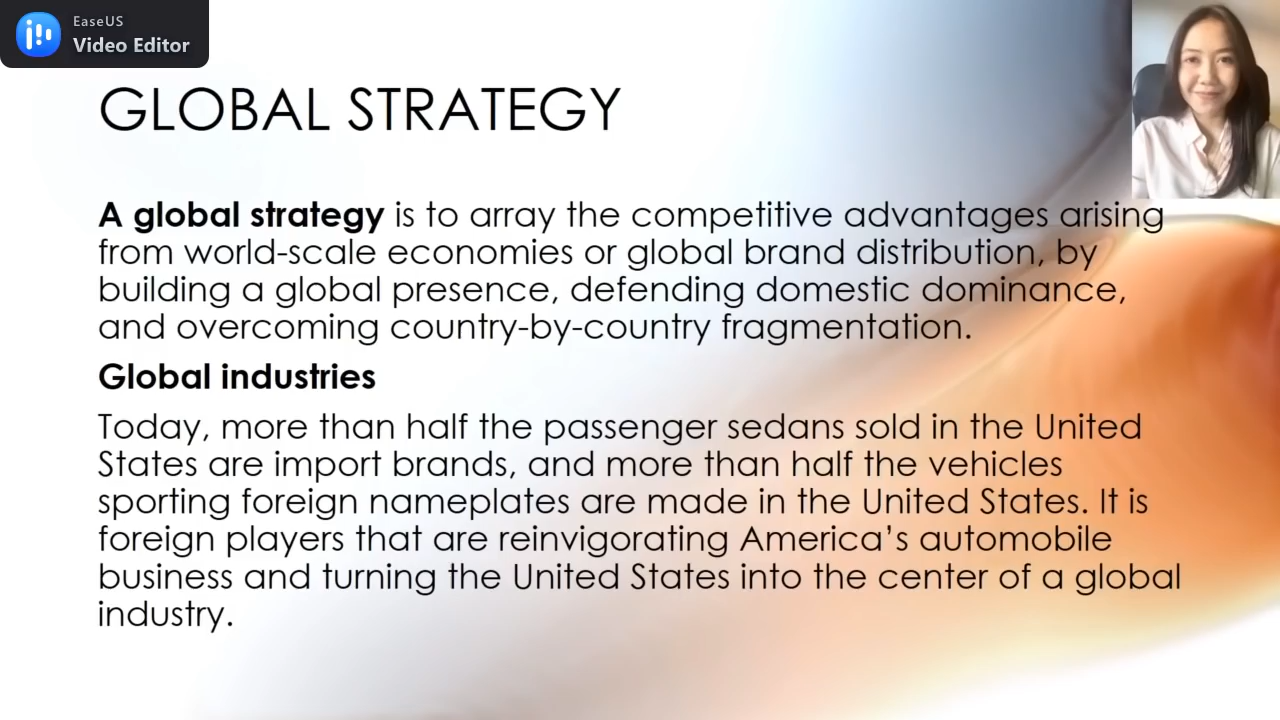 EaseUS
Video Editor
GLOBAL STRATEGY
A global strategy is to array the competitive advantages arising
from world-scale economies or global brand distribution, by
building a global presence, defending domestic dominance,
and overcoming country-by-country fragmentation.
Global industries
Today, more than half the passenger sedans sold in the United
States are import brands, and more than half the vehicles
sporting foreign nameplates are made in the United States. It is
foreign players that are reinvigorating America’s automobile
business and turning the United States into the center of a global
industry.